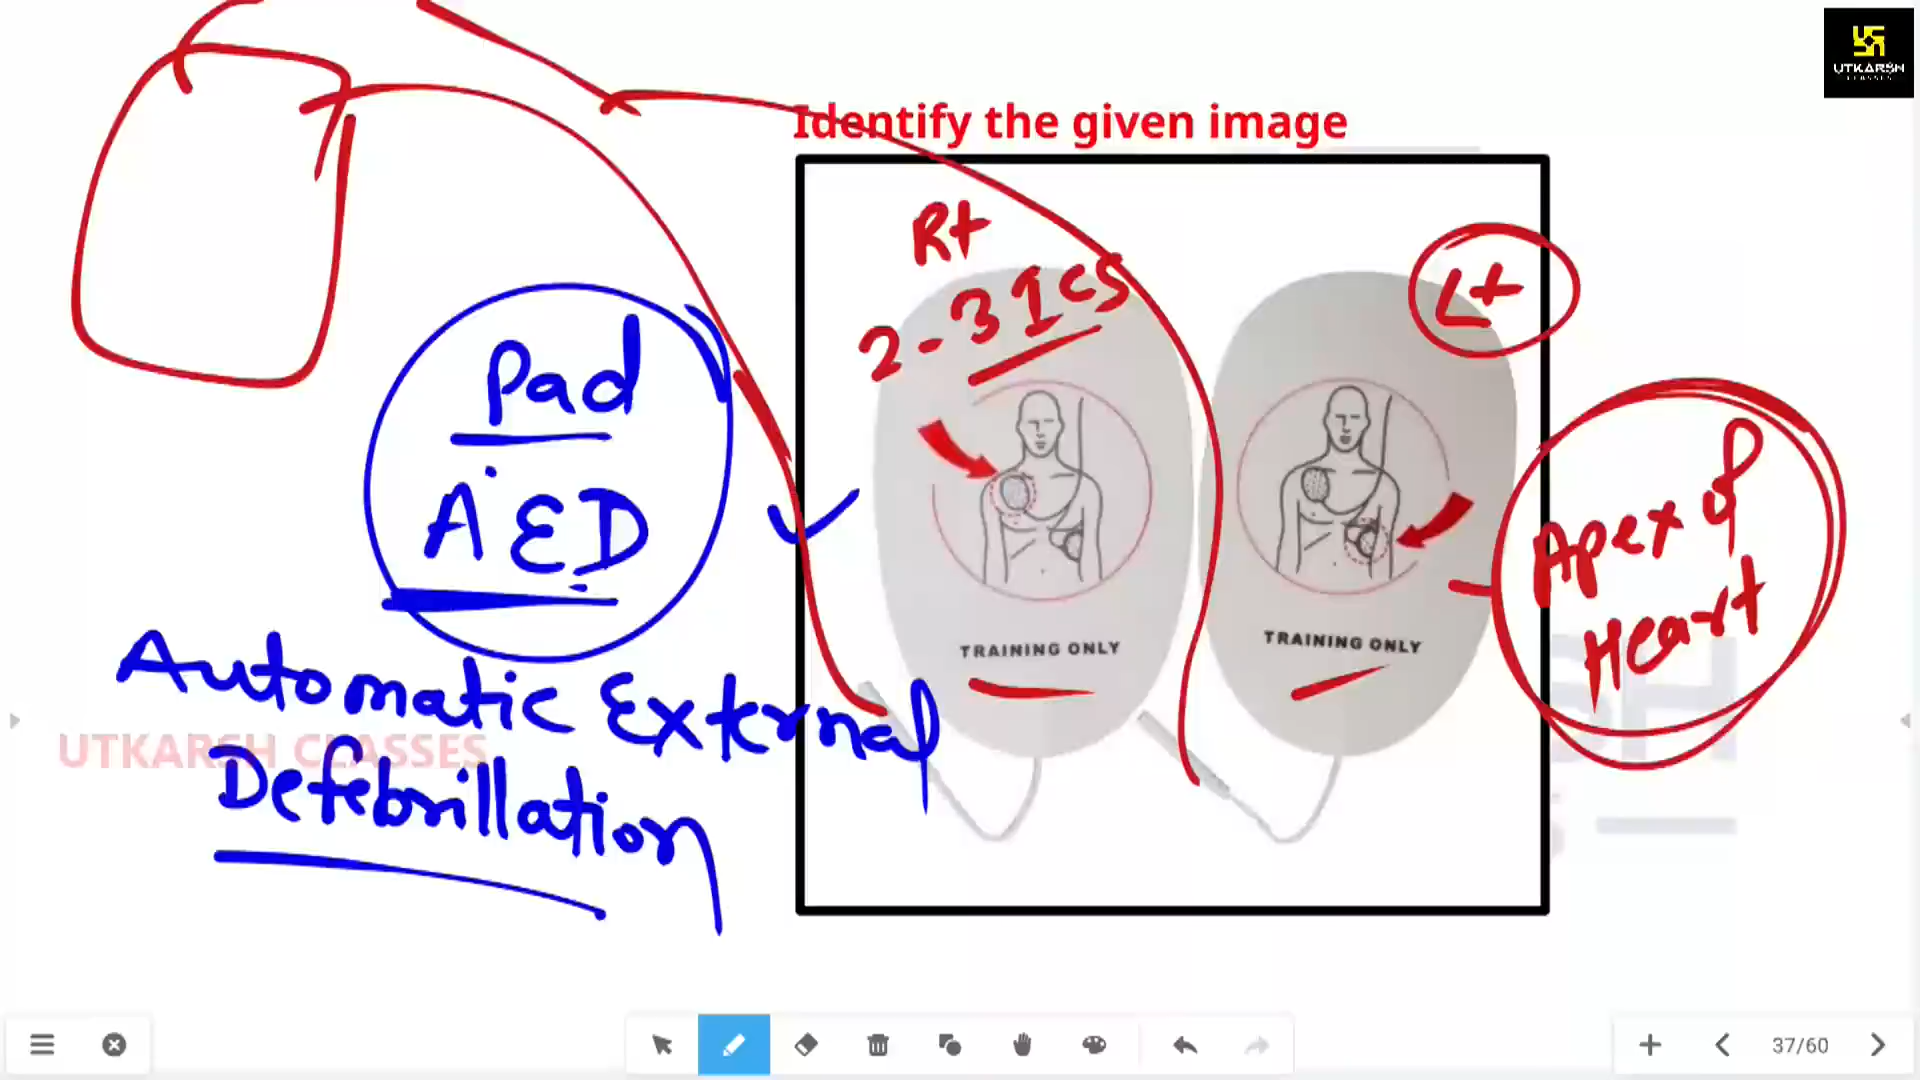 UTKARSH
CLASSES
Identify the given image
Rt
2-3 ICS
Lt
Pad
AED
Apex of
Heart
TRAINING ONLY
TRAINING ONLY
Automatic External
Defebrillation
UTKARSH CLASSES
37/60